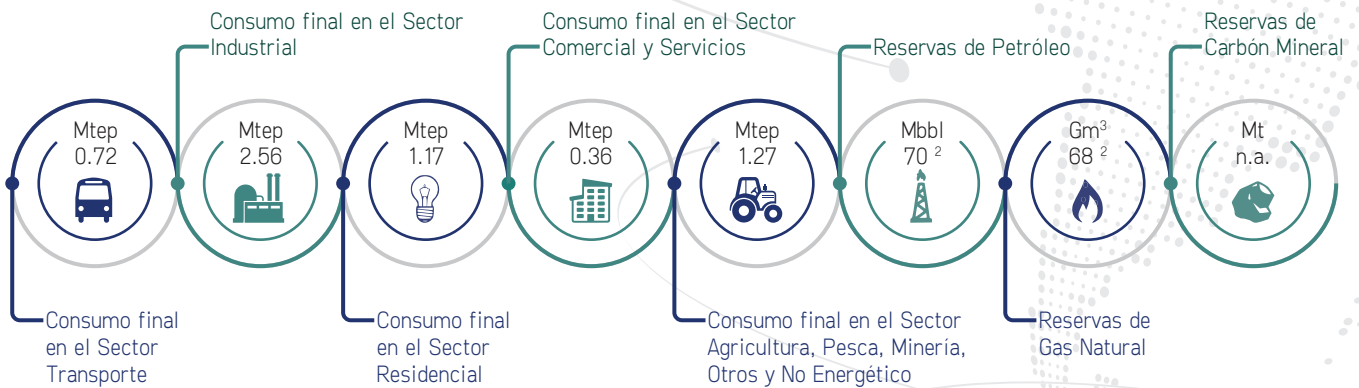 Consumo final en el Sector
Industrial
Consumo final en el Sector
Comercial y Servicios
Reservas de Petróleo
Reservas de
Carbón Mineral
Mtep
0.72
Mtep
2.56
Mtep
1.17
Mtep
0.36
Mtep
1.27
Mbbl
70 ²
Gm³
68 ²
Mt
n.a.
Consumo final
en el Sector
Transporte
Consumo final
en el Sector
Residencial
Consumo final en el Sector
Agricultura, Pesca, Minería,
Otros y No Energético
Reservas de
Gas Natural